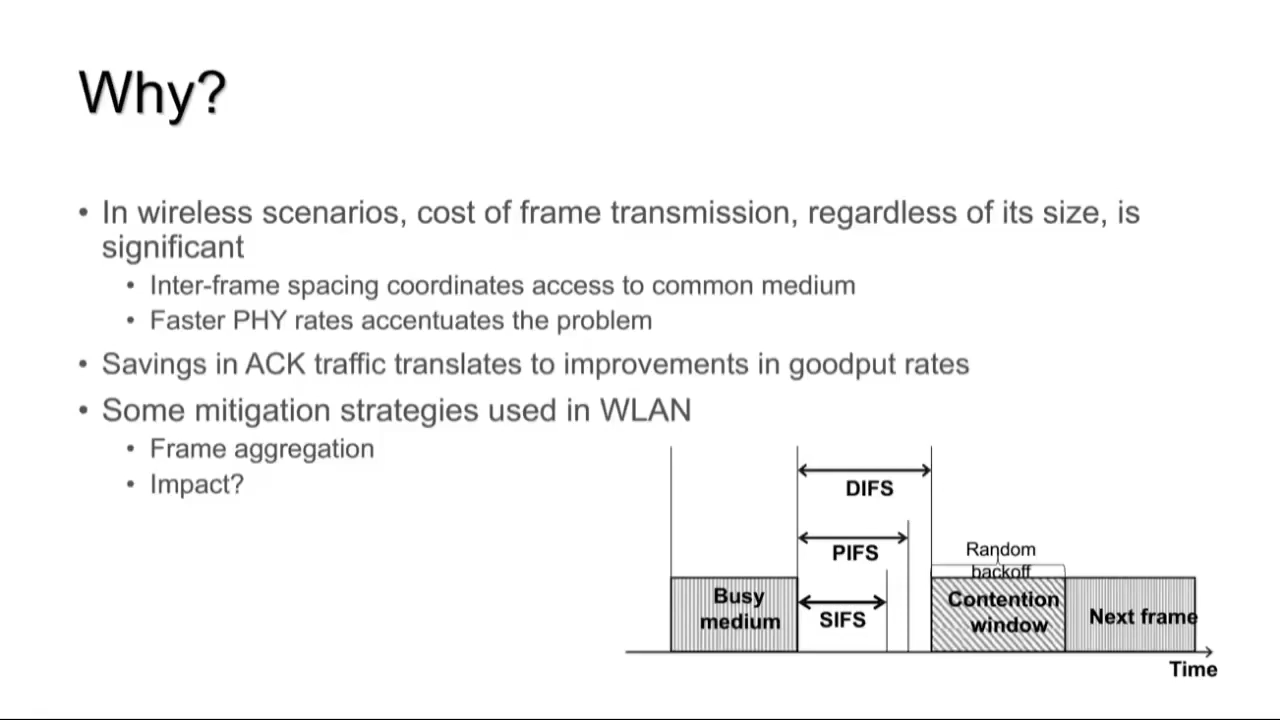 Why?
• In wireless scenarios, cost of frame transmission, regardless of its size, is
significant
• Inter-frame spacing coordinates access to common medium
• Faster PHY rates accentuates the problem
• Savings in ACK traffic translates to improvements in goodput rates
• Some mitigation strategies used in WLAN
• Frame aggregation
• Impact?
DIFS
PIFS
SIFS
Busy
medium
Random
backoff
Contention
window
Next frame
Time